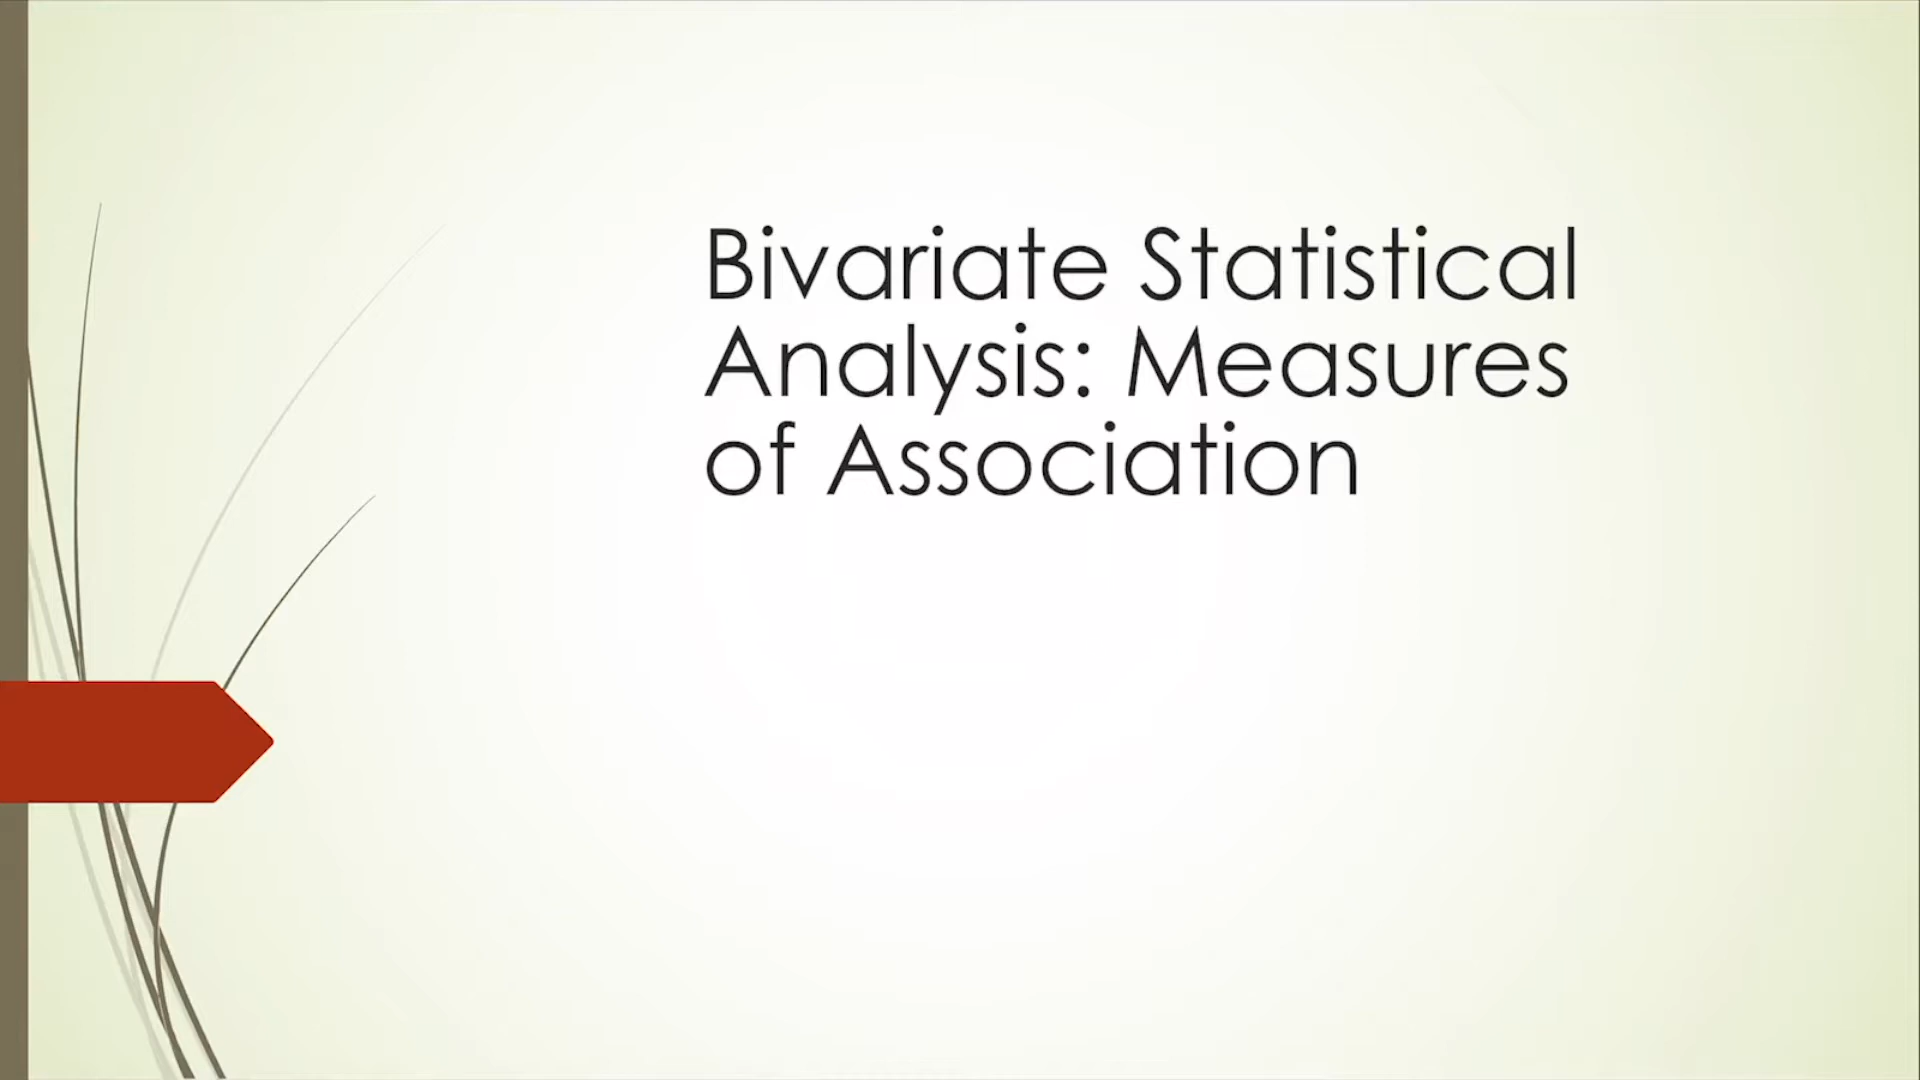 Bivariate Statistical
Analysis: Measures
of Association